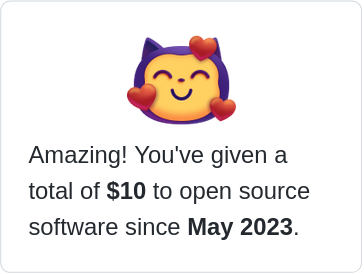 Amazing! You've given a
total of $10 to open source
software since May 2023.